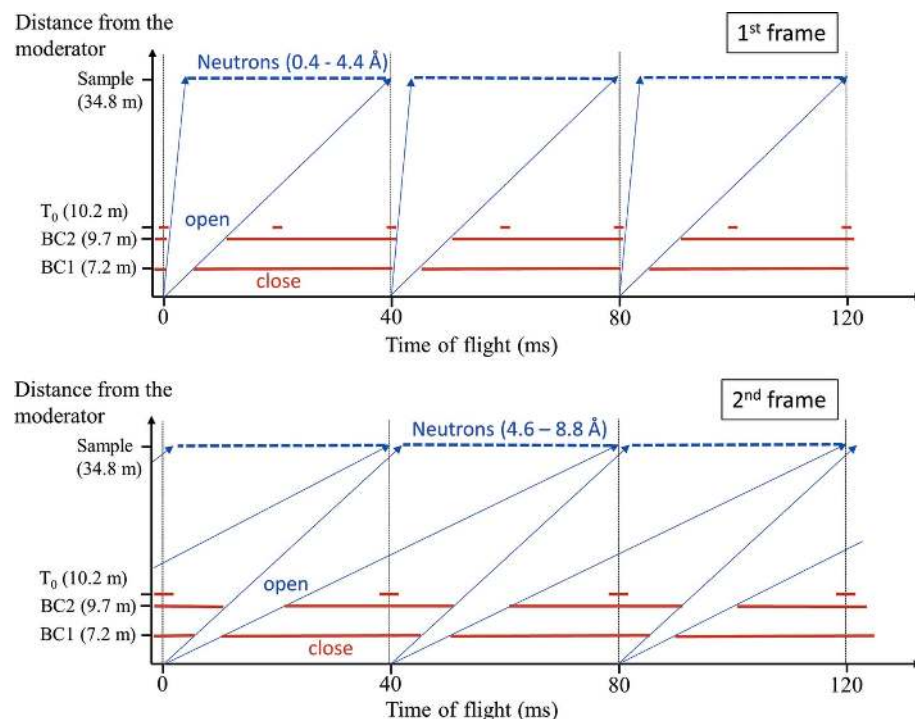 Distance from the
moderator
1st frame
Neutrons (0.4 - 4.4 Å)
Sample
(34.8 m)
open
T0 (10.2 m)
BC2 (9.7 m)
BC1 (7.2 m)
close
0
40
80
120
Time of flight (ms)
Distance from the
moderator
2nd frame
Neutrons (4.6 – 8.8 Å)
Sample
(34.8 m)
T0 (10.2 m)
open
BC2 (9.7 m)
BC1 (7.2 m)
close
0
40
80
120
Time of flight (ms)